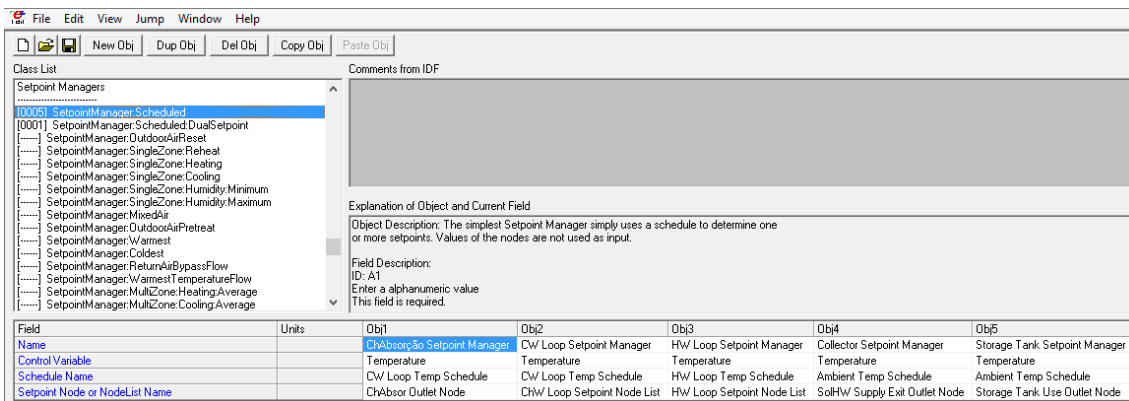 File Edit View Jump Window Help
New Obj Dup Obj Del Obj Copy Obj Paste Obj
Class List
Setpoint Managers
---------------------------
[0005] SetpointManager:Scheduled
[0001] SetpointManager:Scheduled:DualSetpoint
[------] SetpointManager:OutdoorAirReset
[------] SetpointManager:SingleZone:Reheat
[------] SetpointManager:SingleZone:Heating
[------] SetpointManager:SingleZone:Cooling
[------] SetpointManager:SingleZone:Humidity:Minimum
[------] SetpointManager:SingleZone:Humidity:Maximum
[------] SetpointManager:MixedAir
[------] SetpointManager:OutdoorAirPretreat
[------] SetpointManager:Warmest
[------] SetpointManager:Coldest
[------] SetpointManager:ReturnAirBypassFlow
[------] SetpointManager:WarmestTemperatureFlow
[------] SetpointManager:MultiZone:Heating:Average
[------] SetpointManager:MultiZone:Cooling:Average
Comments from IDF
Explanation of Object and Current Field
Object Description: The simplest Setpoint Manager simply uses a schedule to determine one
or more setpoints. Values of the nodes are not used as input.
Field Description:
ID: A1
Enter a alphanumeric value
This field is required.
Field Units Obj1 Obj2 Obj3 Obj4 Obj5
Name ChAbsorção Setpoint Manager CW Loop Setpoint Manager HW Loop Setpoint Manager Collector Setpoint Manager Storage Tank Setpoint Manager
Control Variable Temperature Temperature Temperature Temperature Temperature
Schedule Name CW Loop Temp Schedule CW Loop Temp Schedule HW Loop Temp Schedule Ambient Temp Schedule Ambient Temp Schedule
Setpoint Node or NodeList Name ChAbsor Outlet Node ChW Loop Setpoint Node List HW Loop Setpoint Node List SolHW Supply Exit Outlet Node Storage Tank Use Outlet Node